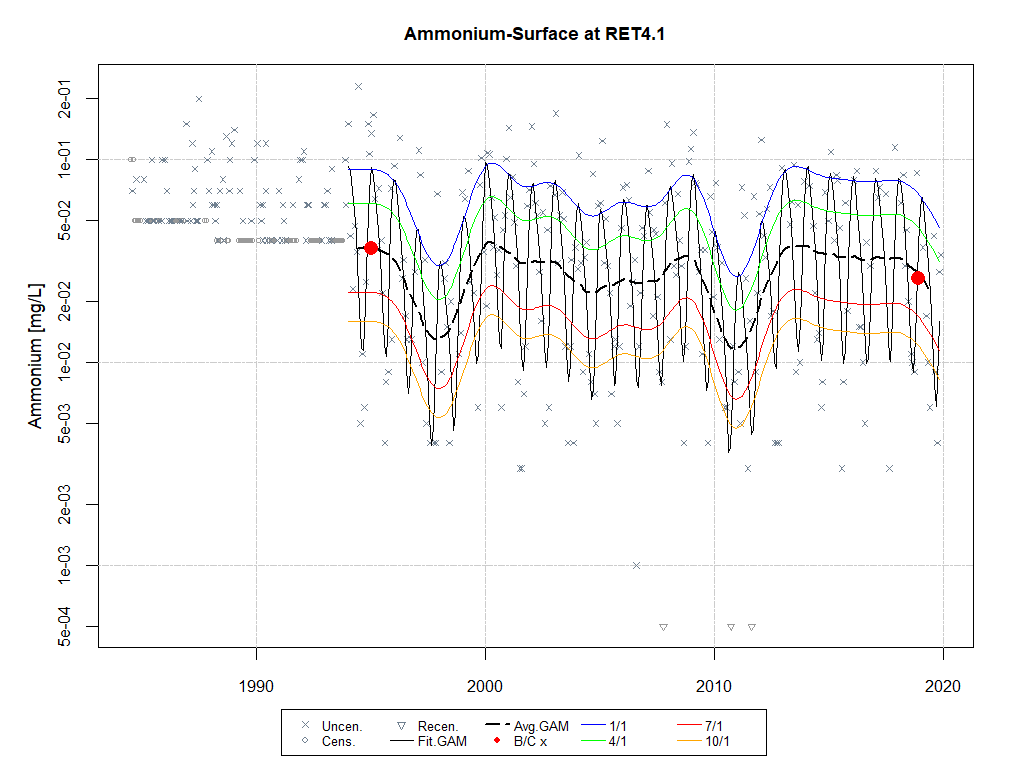 Ammonium-Surface at RET4.1
Ammonium [mg/L]
2e-01
1e-01
5e-02
2e-02
1e-02
5e-03
2e-03
1e-03
5e-04
1990 2000 2010 2020
Uncen. Recen. Avg.GAM 1/1 7/1
Cens. Fit.GAM B/C x 4/1 10/1